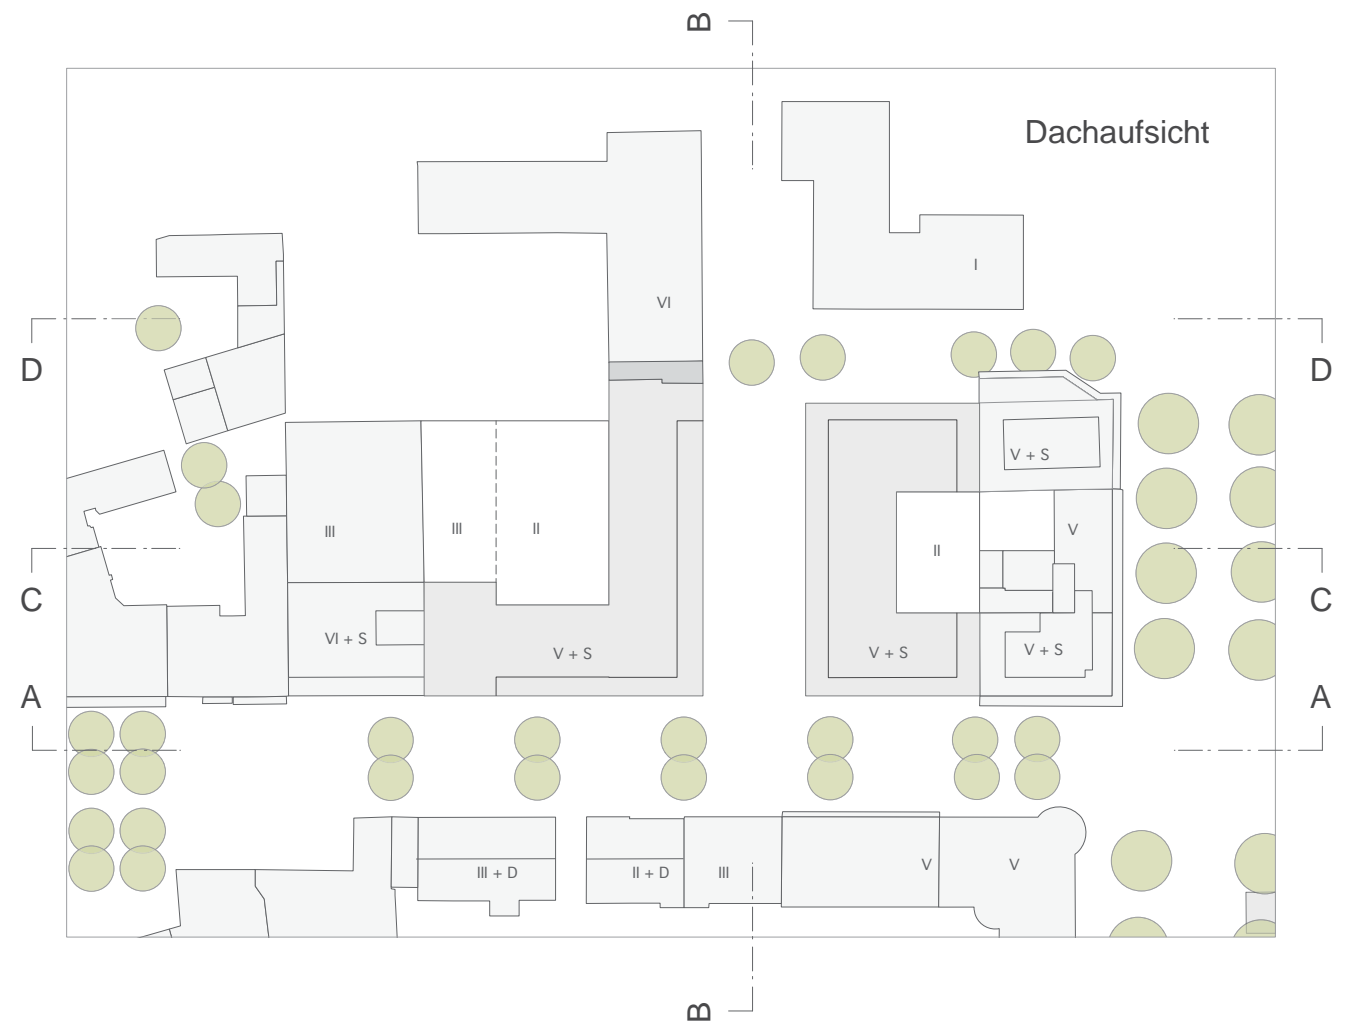 B
Dachaufsicht
I
VI
D
D
V + S
III
III
II
V
II
C
C
VI + S
V + S
V + S
V + S
A
A
III + D
II + D
III
V
V
B